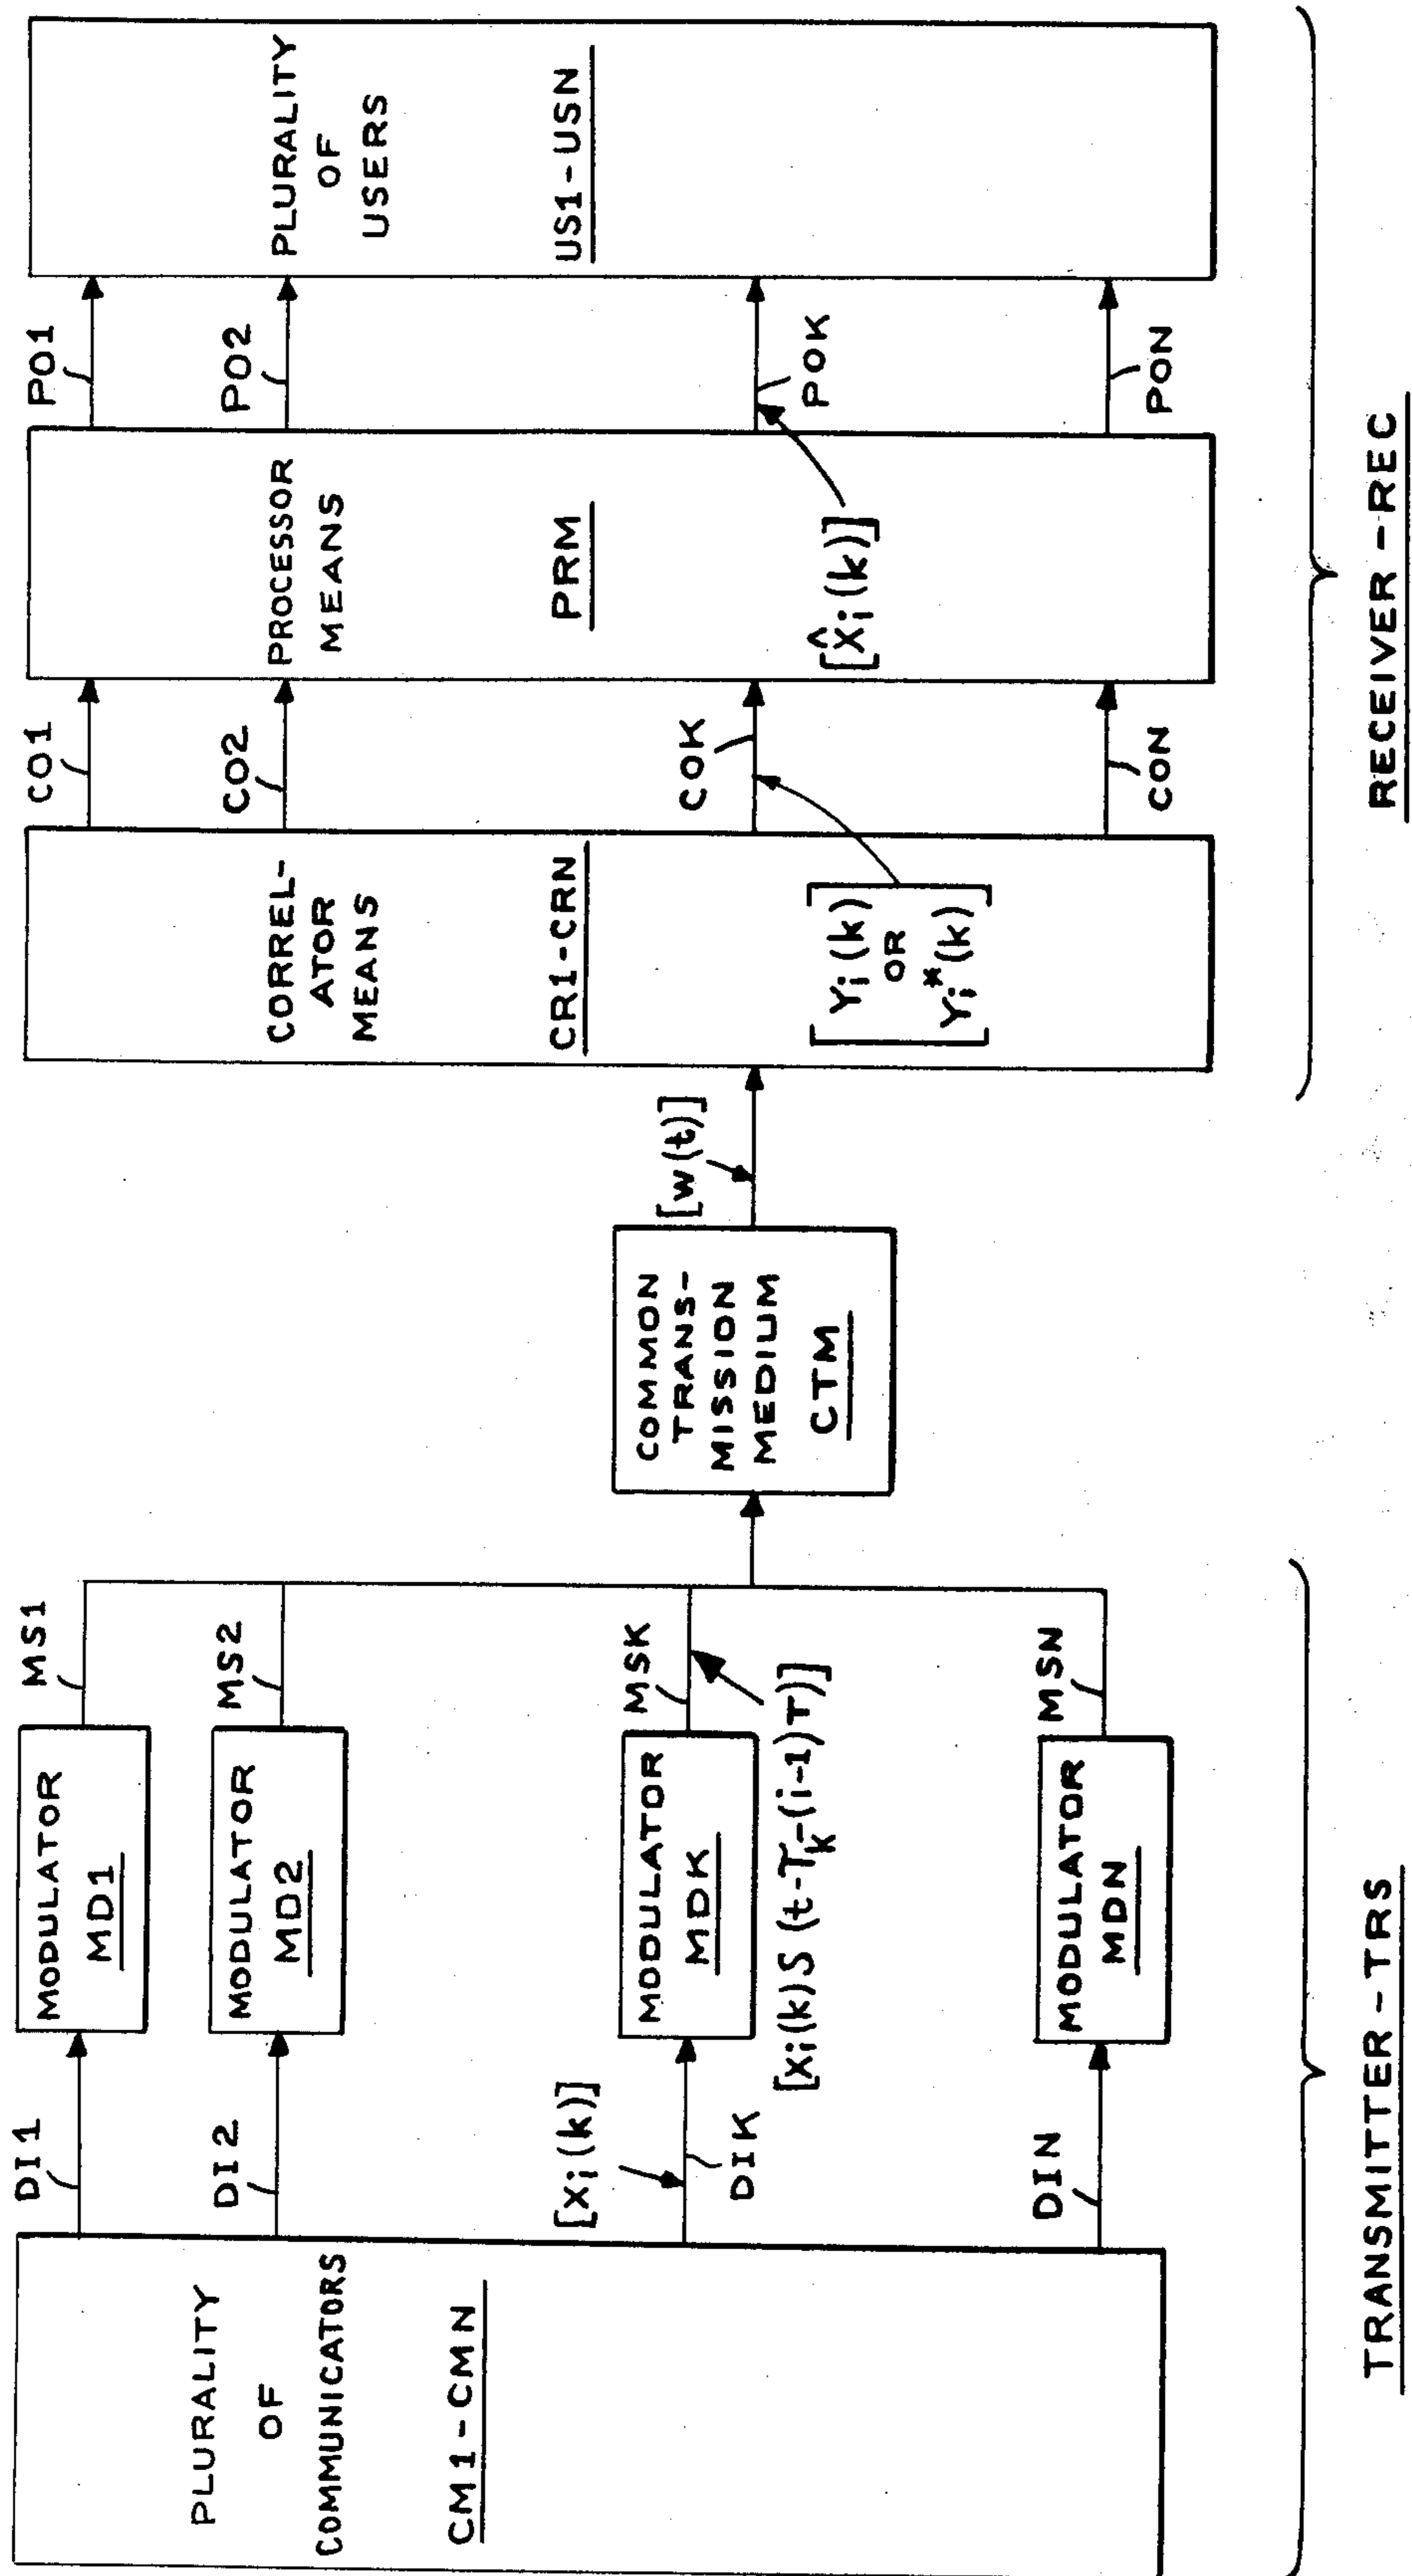 PLURALITY
OF
COMMUNICATORS
CM1-CMN
DI1
DI2
[Xi(k)]
DIK
DIN
MODULATOR
MD1
MODULATOR
MD2
MODULATOR
MDK
[Xi(k)S(t-τk-(i-1)T)]
MODULATOR
MDN
MS1
MS2
MSK
MSN
TRANSMITTER-TRS
COMMON
TRANS-
MISSION
MEDIUM
CTM
[w(t)]
CORREL-
ATOR
MEANS
CR1-CRN
[Yi(k)
OR
Yi*(k)]
CO1
CO2
COK
CON
PROCESSOR
MEANS
PRM
[X̂i(k)]
PO1
PO2
POK
PON
PLURALITY
OF
USERS
US1-USN
RECEIVER-REC